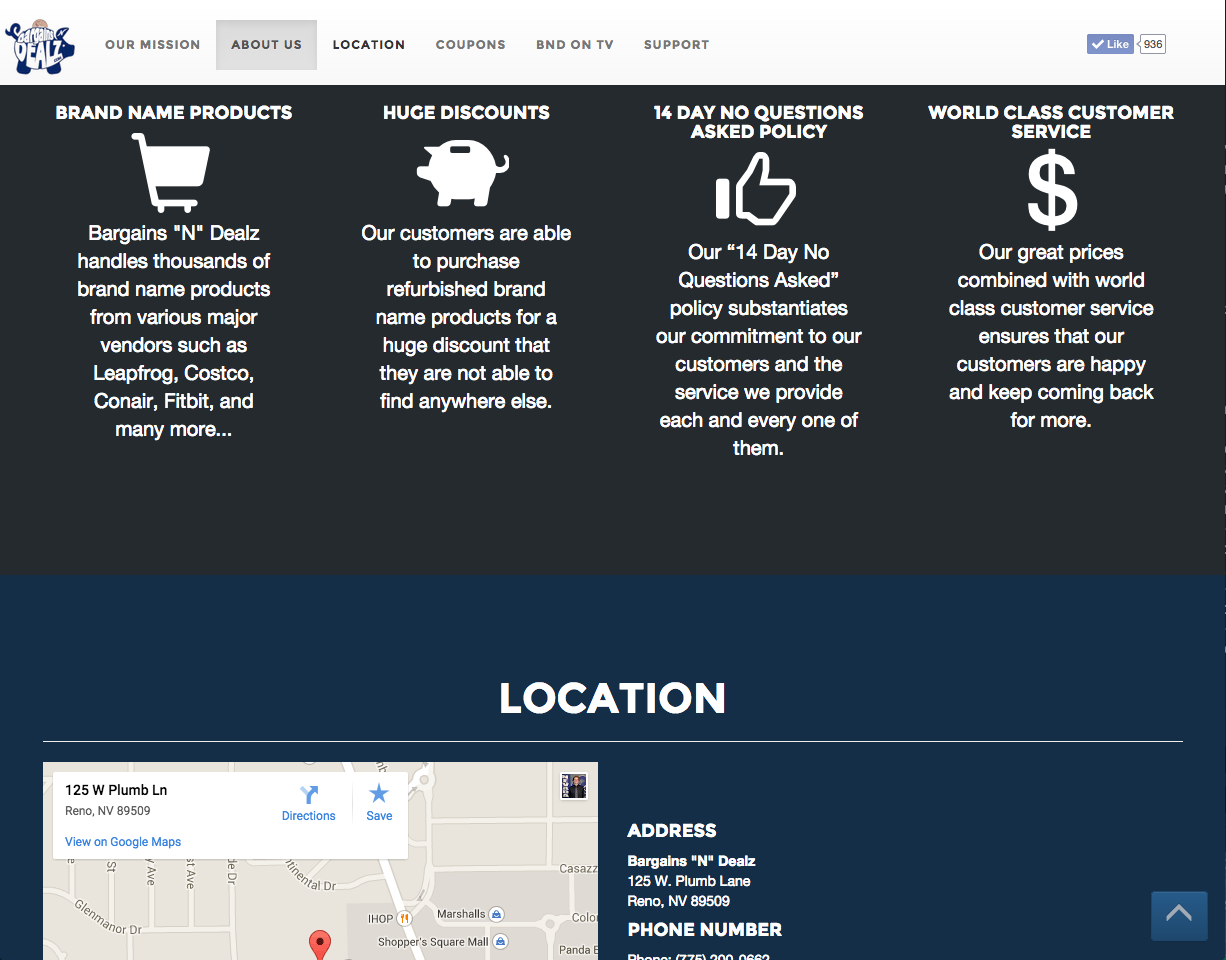 Bargains N
DEALZ
OUR MISSION
ABOUT US
LOCATION
COUPONS
BND ON TV
SUPPORT
Like
936
BRAND NAME PRODUCTS
Bargains "N" Dealz
handles thousands of
brand name products
from various major
vendors such as
Leapfrog, Costco,
Conair, Fitbit, and
many more...
HUGE DISCOUNTS
Our customers are able
to purchase
refurbished brand
name products for a
huge discount that
they are not able to
find anywhere else.
14 DAY NO QUESTIONS
ASKED POLICY
Our “14 Day No
Questions Asked”
policy substantiates
our commitment to our
customers and the
service we provide
each and every one of
them.
WORLD CLASS CUSTOMER
SERVICE
$
Our great prices
combined with world
class customer service
ensures that our
customers are happy
and keep coming back
for more.
LOCATION
125 W Plumb Ln
Reno, NV 89509
View on Google Maps
Directions
Save
St
Ave
st Ave
de Dr
tinental Dr
Glenmanor Dr
Casazz
IHOP
Marshalls
Colo
Shopper's Square Mall
Panda E
ADDRESS
Bargains "N" Dealz
125 W. Plumb Lane
Reno, NV 89509
PHONE NUMBER
Phone: (775) 200-0662